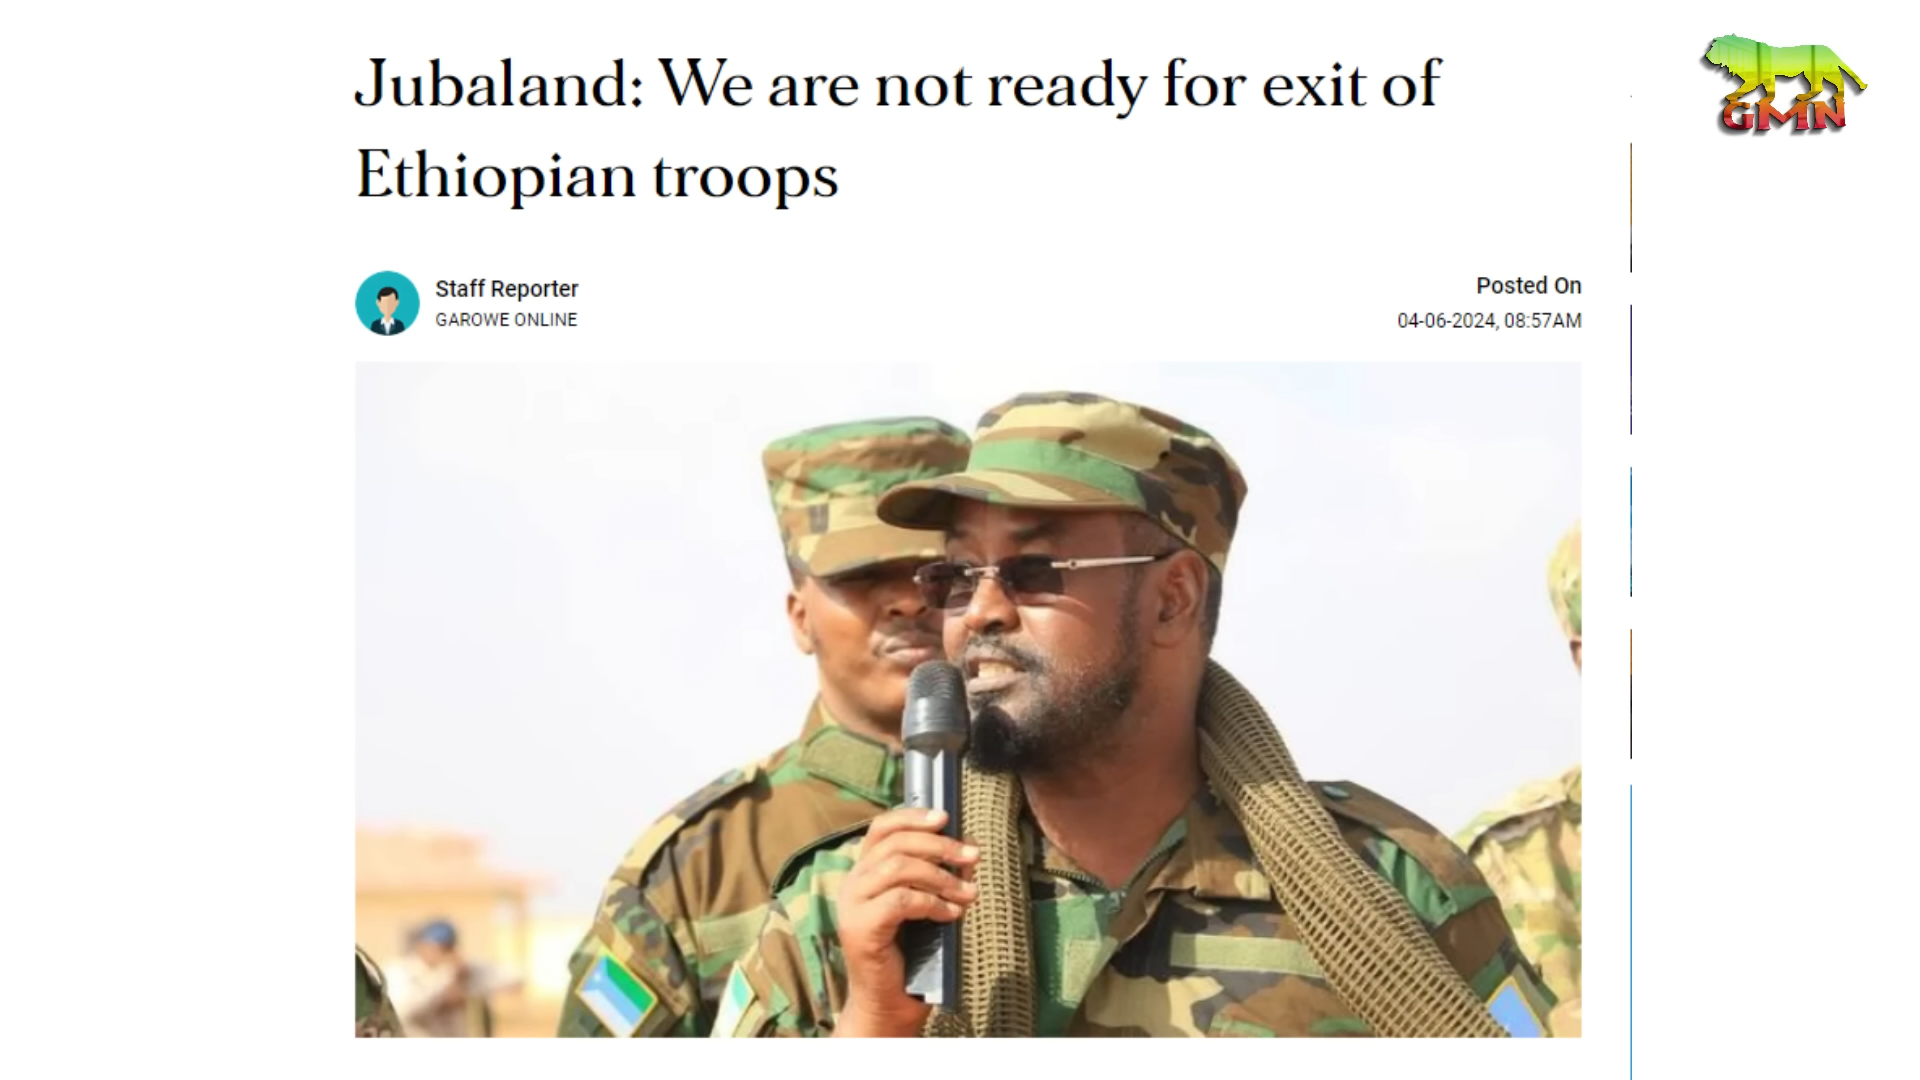 Jubaland: We are not ready for exit of
Ethiopian troops
Staff Reporter
GAROWE ONLINE
Posted On
04-06-2024, 08:57AM
GMN